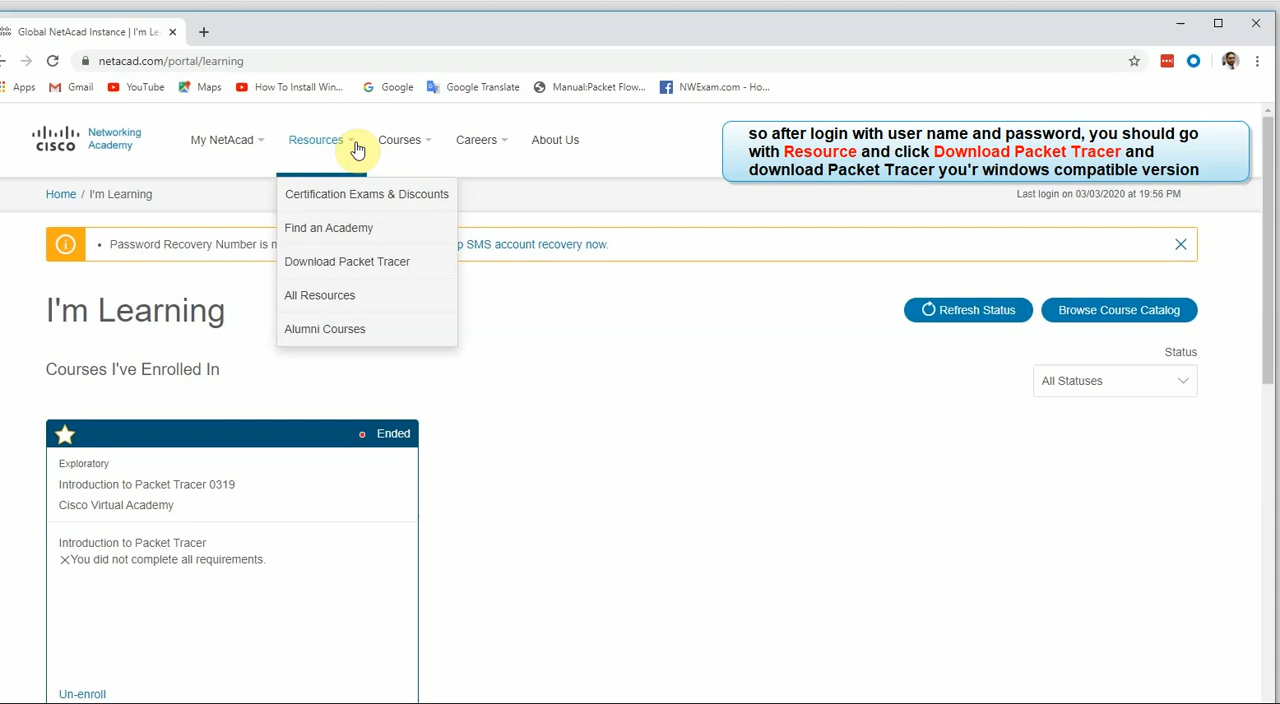 Global NetAcad Instance | I'm Le
netacad.com/portal/learning
Apps Gmail YouTube Maps How To Install Win... Google Google Translate Manual:Packet Flow... NWExam.com - Ho...
CISCO Networking Academy
My NetAcad Resources Courses Careers About Us
so after login with user name and password, you should go
with Resource and click Download Packet Tracer and
download Packet Tracer you'r windows compatible version
Home / I'm Learning
Last login on 03/03/2020 at 19:56 PM
Certification Exams & Discounts
Find an Academy
Download Packet Tracer
All Resources
Alumni Courses
• Password Recovery Number is n
p SMS account recovery now.
I'm Learning
Refresh Status
Browse Course Catalog
Status
All Statuses
Courses I've Enrolled In
Ended
Exploratory
Introduction to Packet Tracer 0319
Cisco Virtual Academy
Introduction to Packet Tracer
You did not complete all requirements.
Un-enroll